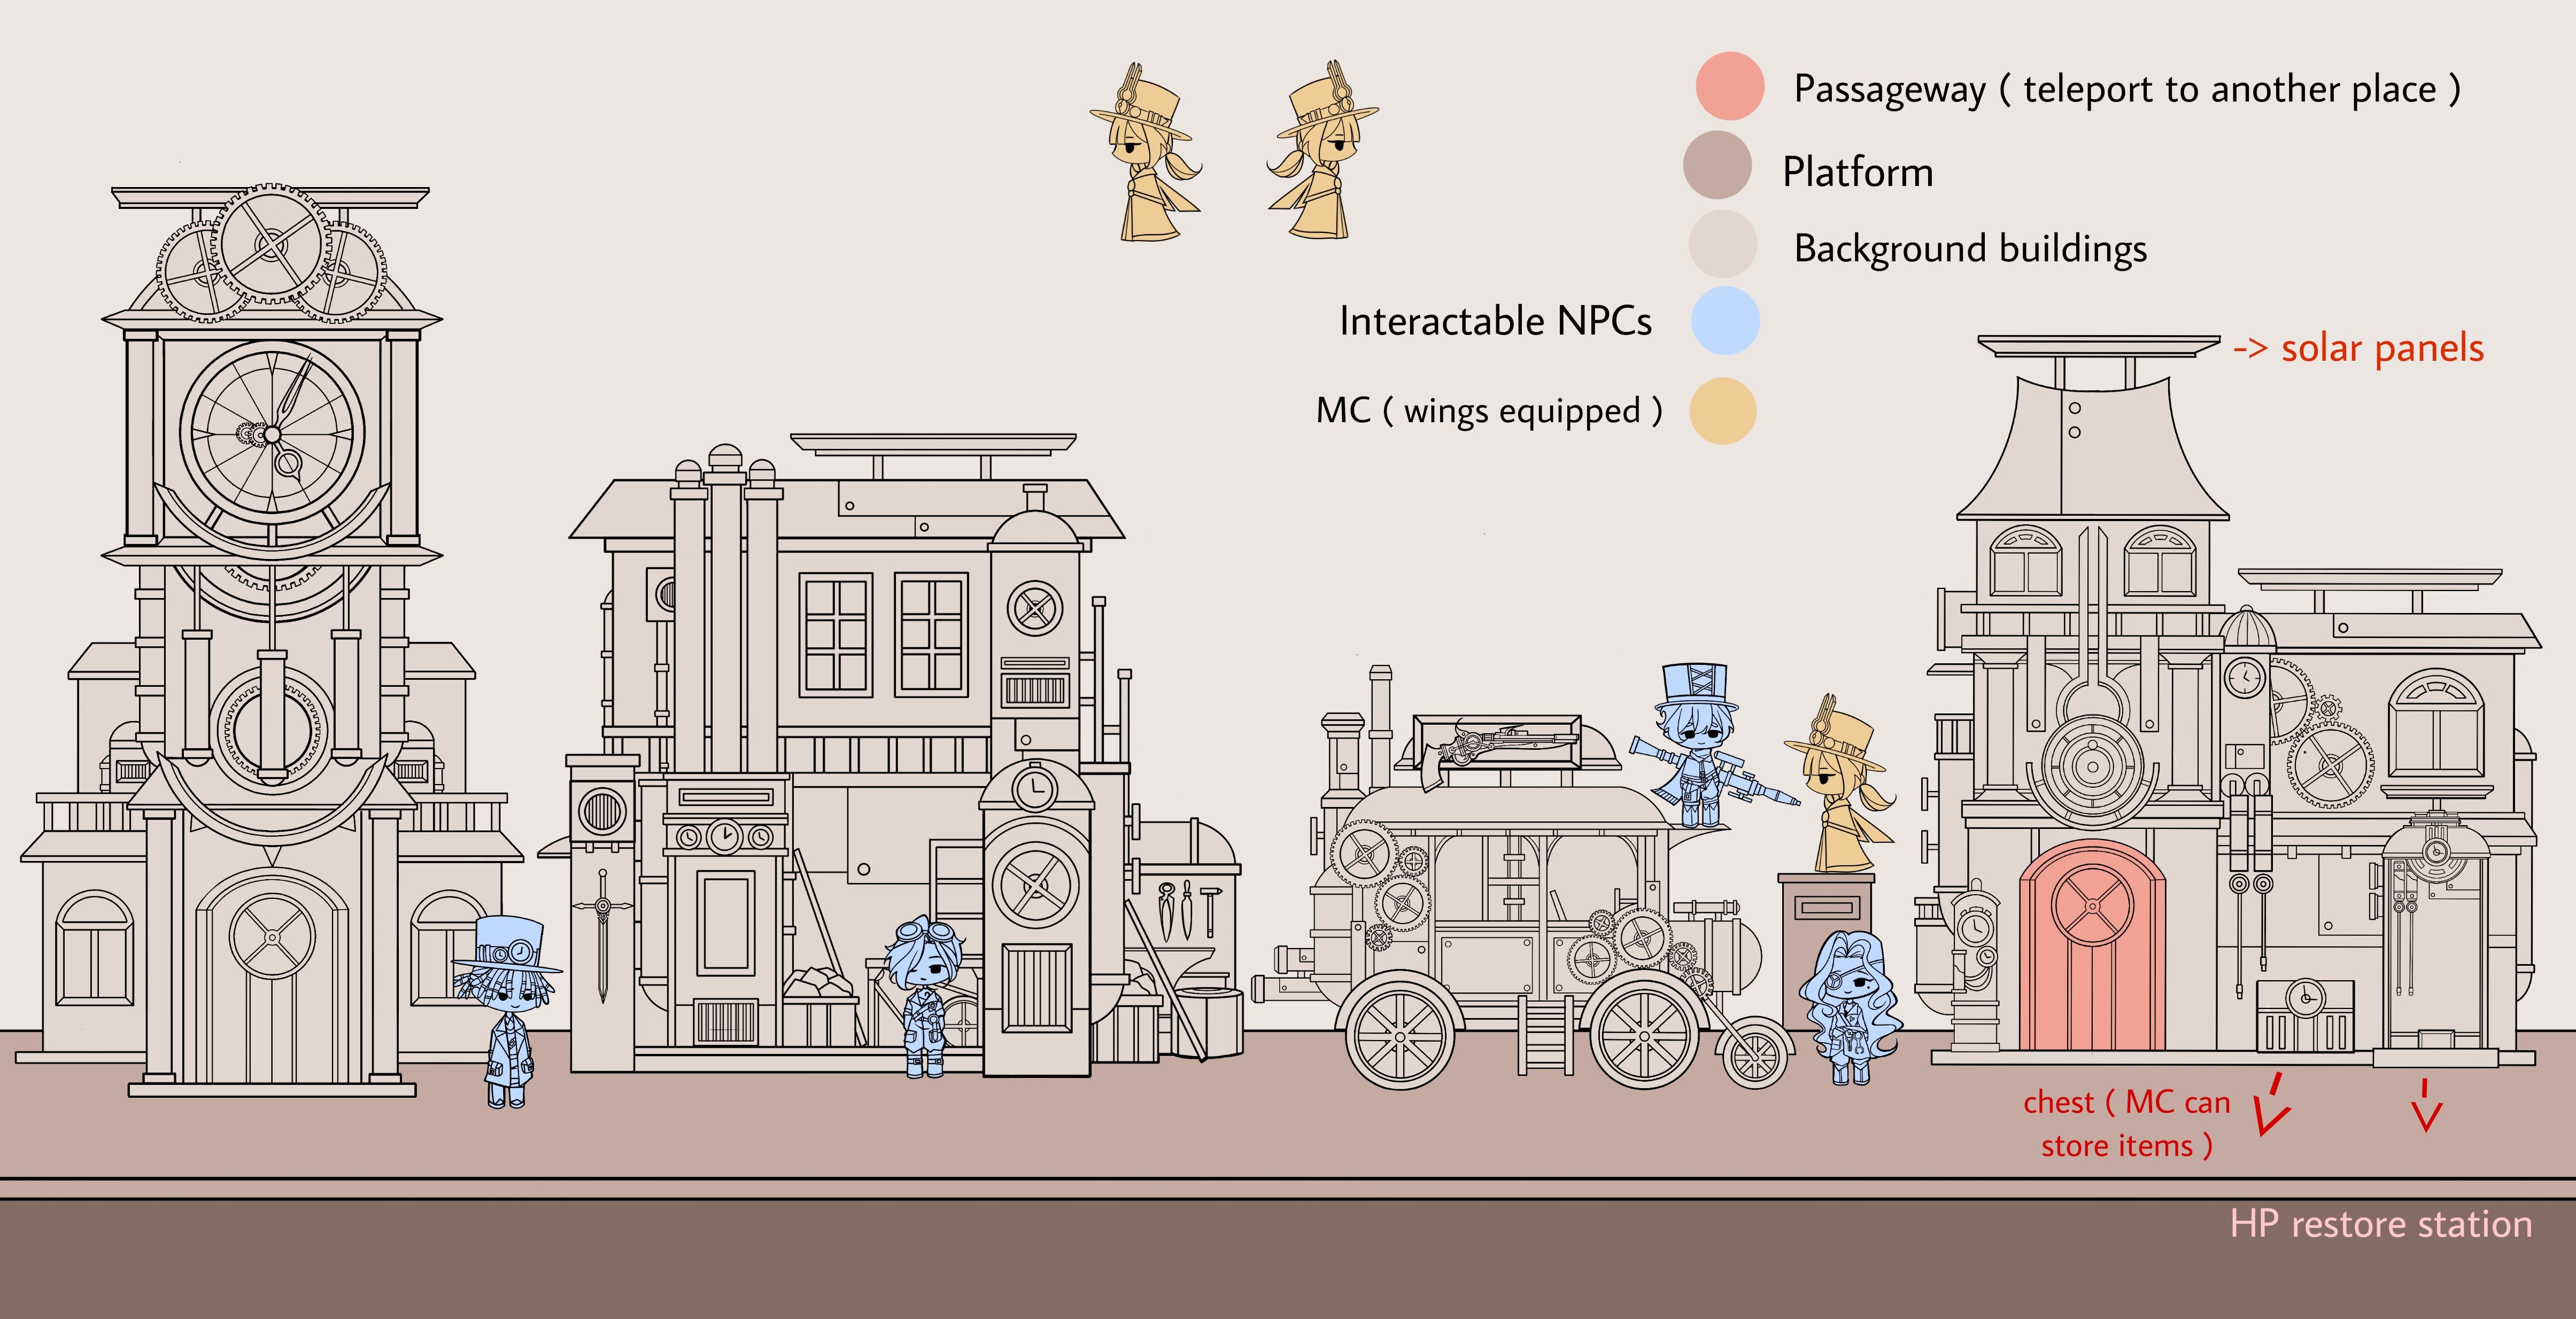 Passageway ( teleport to another place )
Platform
Background buildings
Interactable NPCs
-> solar panels
MC ( wings equipped )
chest ( MC can
store items )
HP restore station